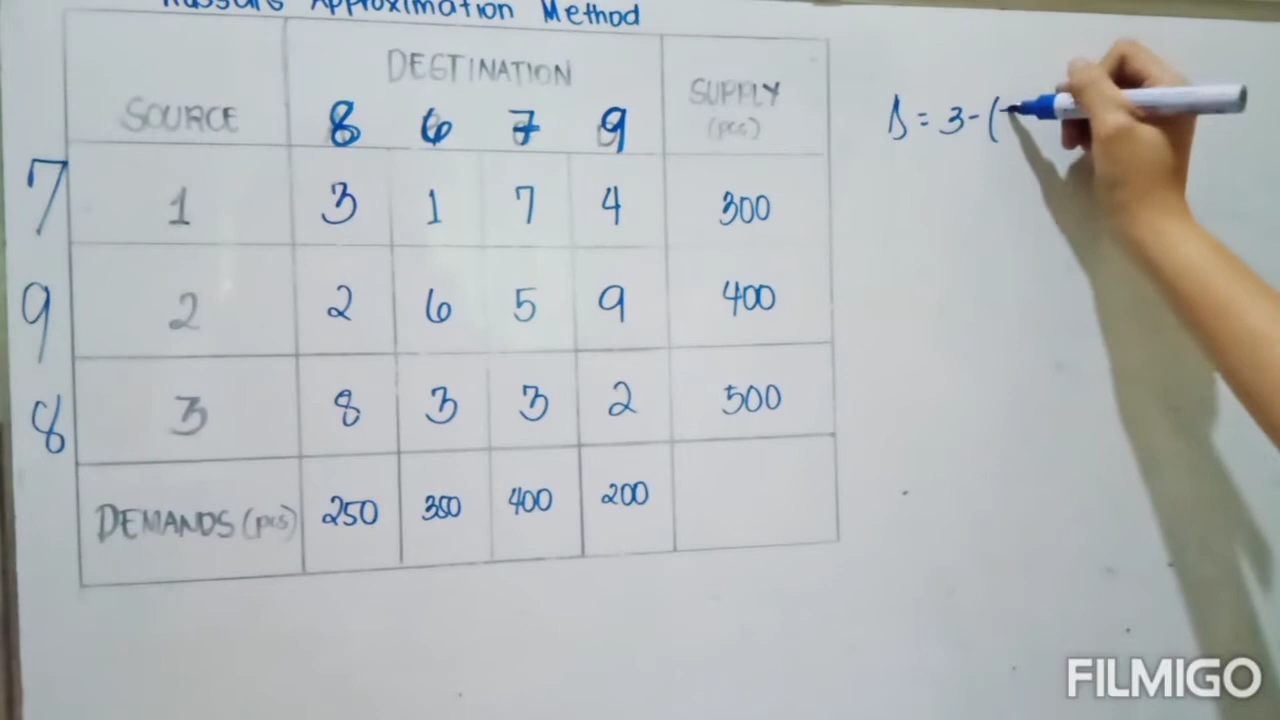 Russel's Approximation Method
DESTINATION
SOURCE 8 6 7 9 SUPPLY (pcs)
7 1 3 1 7 4 300
9 2 2 6 5 9 400
8 3 8 3 3 2 500
DEMANDS (pcs) 250 350 400 200
Δ = 3 - (7
FILMIGO